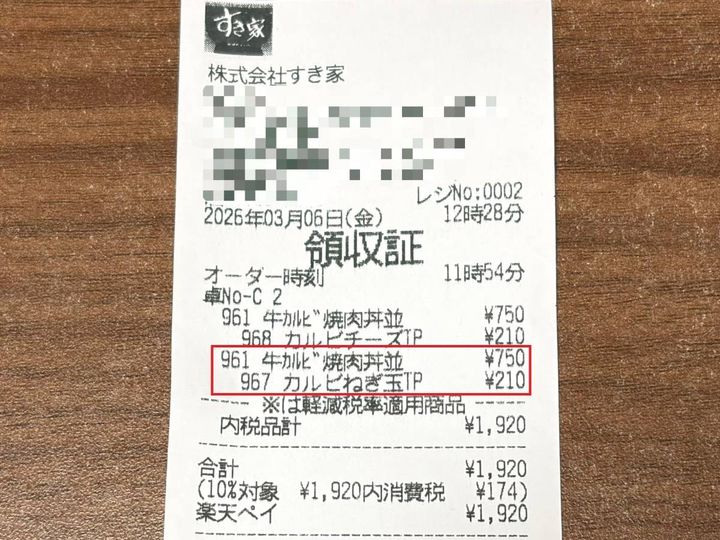 すき家
株式会社すき家
レジNo:0002
2026年03月06日(金) 12時28分
領収証
オーダー時刻 11時54分
卓No-C 2
961 牛ｶﾙﾋﾞ焼肉丼並 ¥750
968 カルビチーズTP ¥210
961 牛ｶﾙﾋﾞ焼肉丼並 ¥750
967 カルビねぎ玉TP ¥210
※は軽減税率適用商品
内税品計 ¥1,920
合計 ¥1,920
(10%対象 ¥1,920内消費税 ¥174)
楽天ペイ ¥1,920